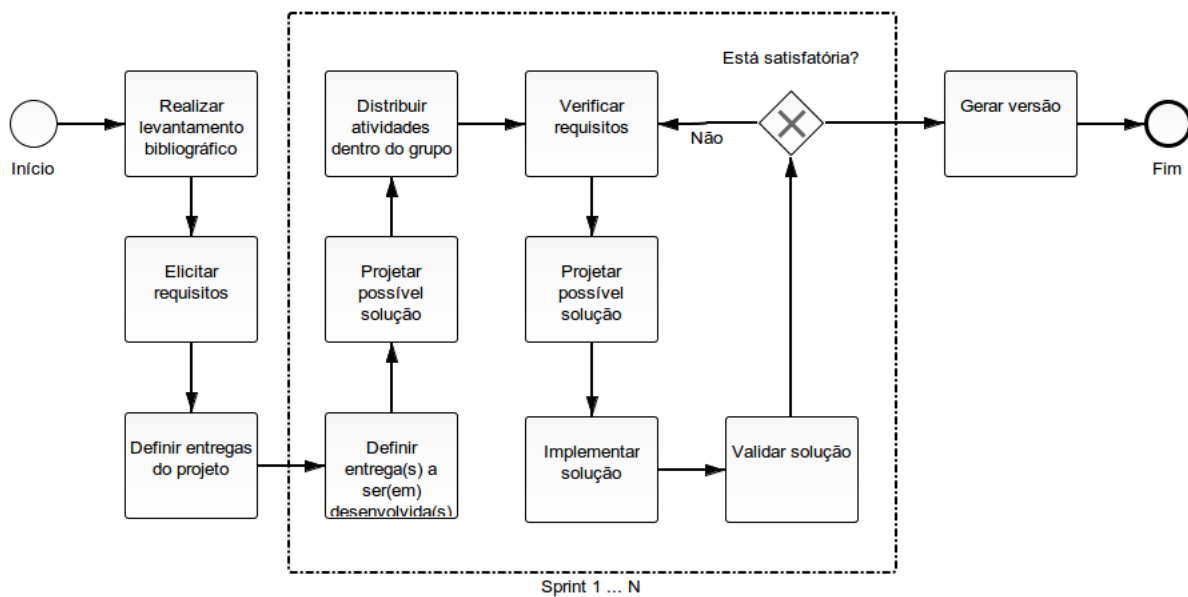 Início
Realizar
levantamento
bibliográfico
Elicitar
requisitos
Definir entregas
do projeto
Definir
entrega(s) a
ser(em)
desenvolvida(s)
Projetar
possível
solução
Distribuir
atividades
dentro do grupo
Verificar
requisitos
Projetar
possível
solução
Implementar
solução
Validar solução
Está satisfatória?
Não
Gerar versão
Fim
Sprint 1 ... N